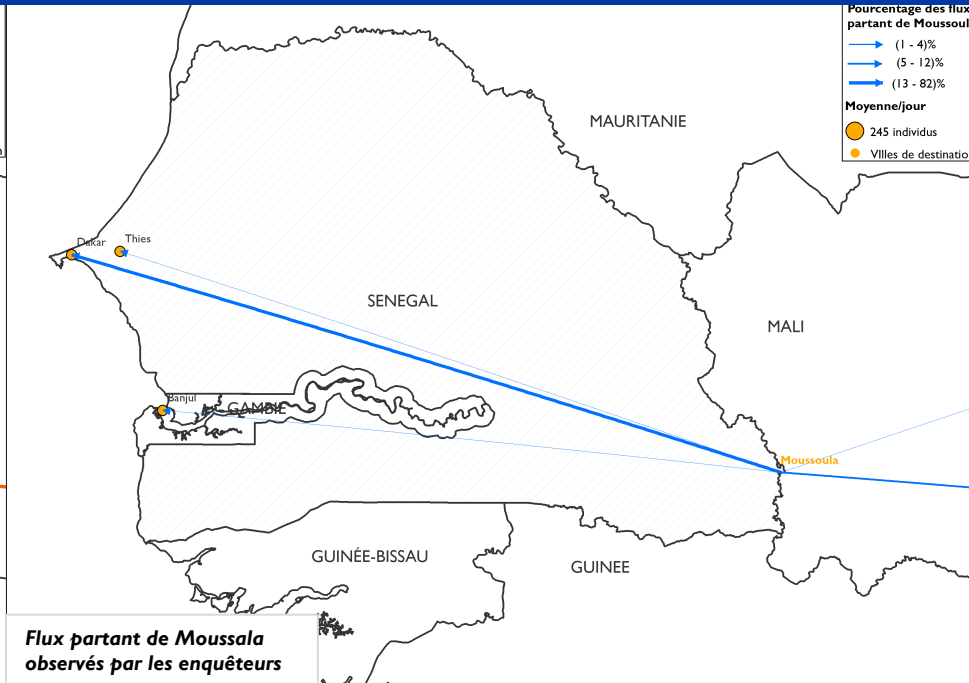 Pourcentage des flux
partant de Moussoul
(1 - 4)%
(5 - 12)%
(13 - 82)%
Moyenne/jour
245 individus
VIlles de destinatio
MAURITANIE
Dakar
Thies
SENEGAL
MALI
Banjul
GAMBIE
Moussoula
GUINÉE-BISSAU
GUINEE
Flux partant de Moussala
observés par les enquêteurs